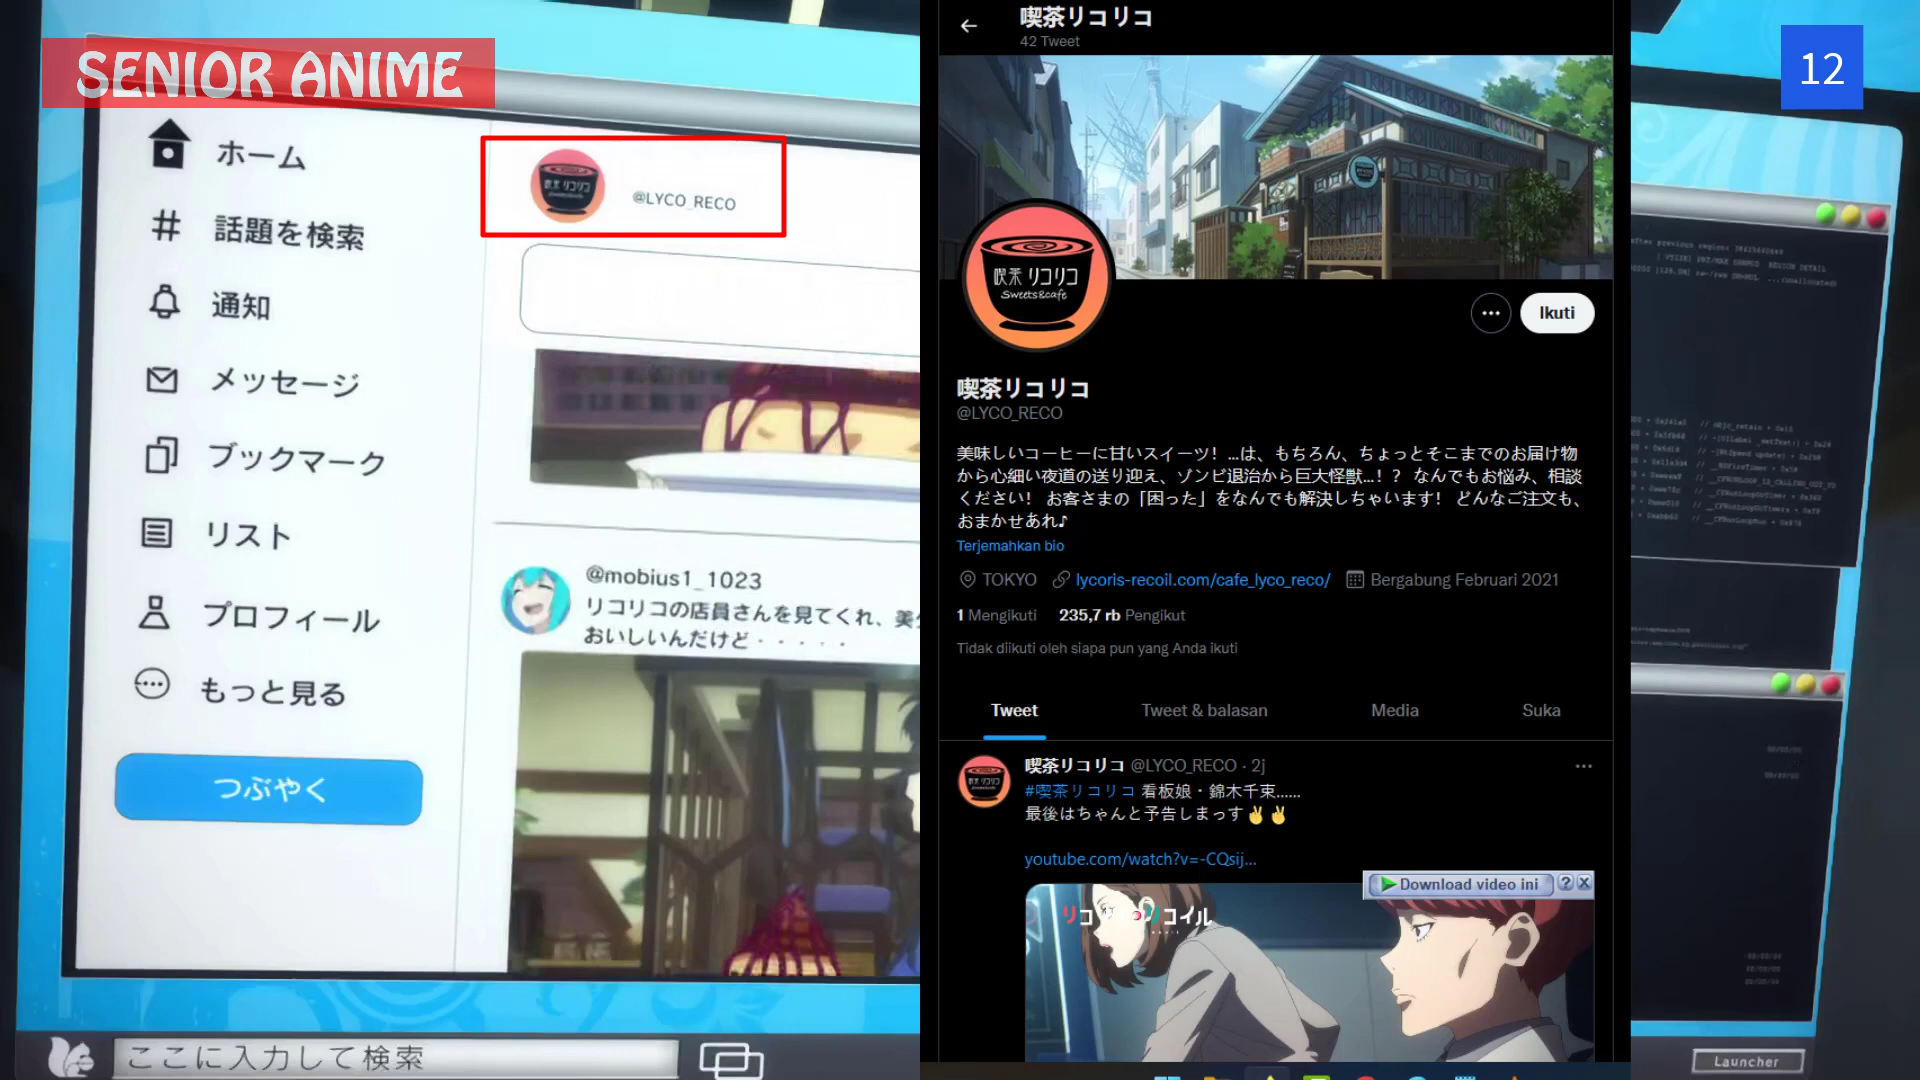 SENIOR ANIME
12
ホーム
話題を検索
通知
メッセージ
ブックマーク
リスト
プロフィール
もっと見る
つぶやく
ここに入力して検索
喫茶 リコリコ
@LYCO_RECO
@mobius1_1023
リコリコの店員さんを見てくれ、美
おいしいんだけど・・・・・
喫茶リコリコ
42 Tweet
喫茶 リコリコ
Sweets&cafe
Ikuti
喫茶リコリコ
@LYCO_RECO
美味しいコーヒーに甘いスイーツ！...は、もちろん、ちょっとそこまでのお届け物
から心細い夜道の送り迎え、ゾンビ退治から巨大怪獣...！？ なんでもお悩み、相談
ください！ お客さまの「困った」をなんでも解決しちゃいます！ どんなご注文も、
おまかせあれ♪
Terjemahkan bio
TOKYO lycoris-recoil.com/cafe_lyco_reco/ Bergabung Februari 2021
1 Mengikuti 235,7 rb Pengikut
Tidak diikuti oleh siapa pun yang Anda ikuti
Tweet Tweet & balasan Media Suka
喫茶リコリコ @LYCO_RECO · 2j
#喫茶リコリコ 看板娘・錦木千束......
最後はちゃんと予告しまっす✌✌
youtube.com/watch?v=-CQsij...
Download video ini ? X
Launcher